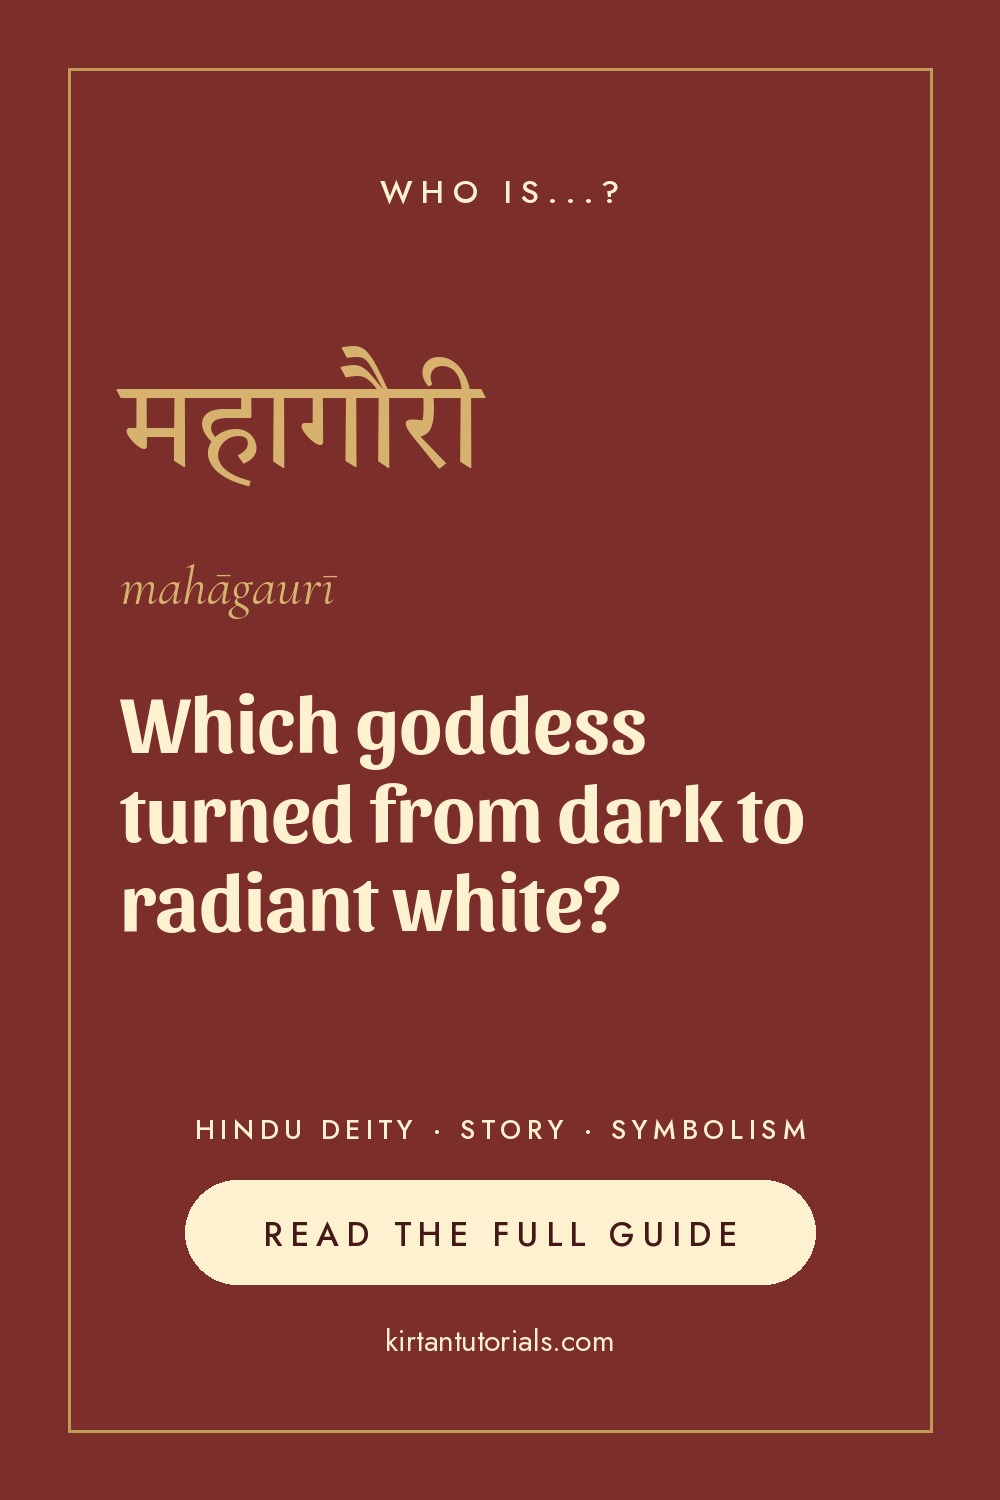 WHO IS...?
महागौरी
mahāgaurī
Which goddess
turned from dark to
radiant white?
HINDU DEITY · STORY · SYMBOLISM
READ THE FULL GUIDE
kirtantutorials.com